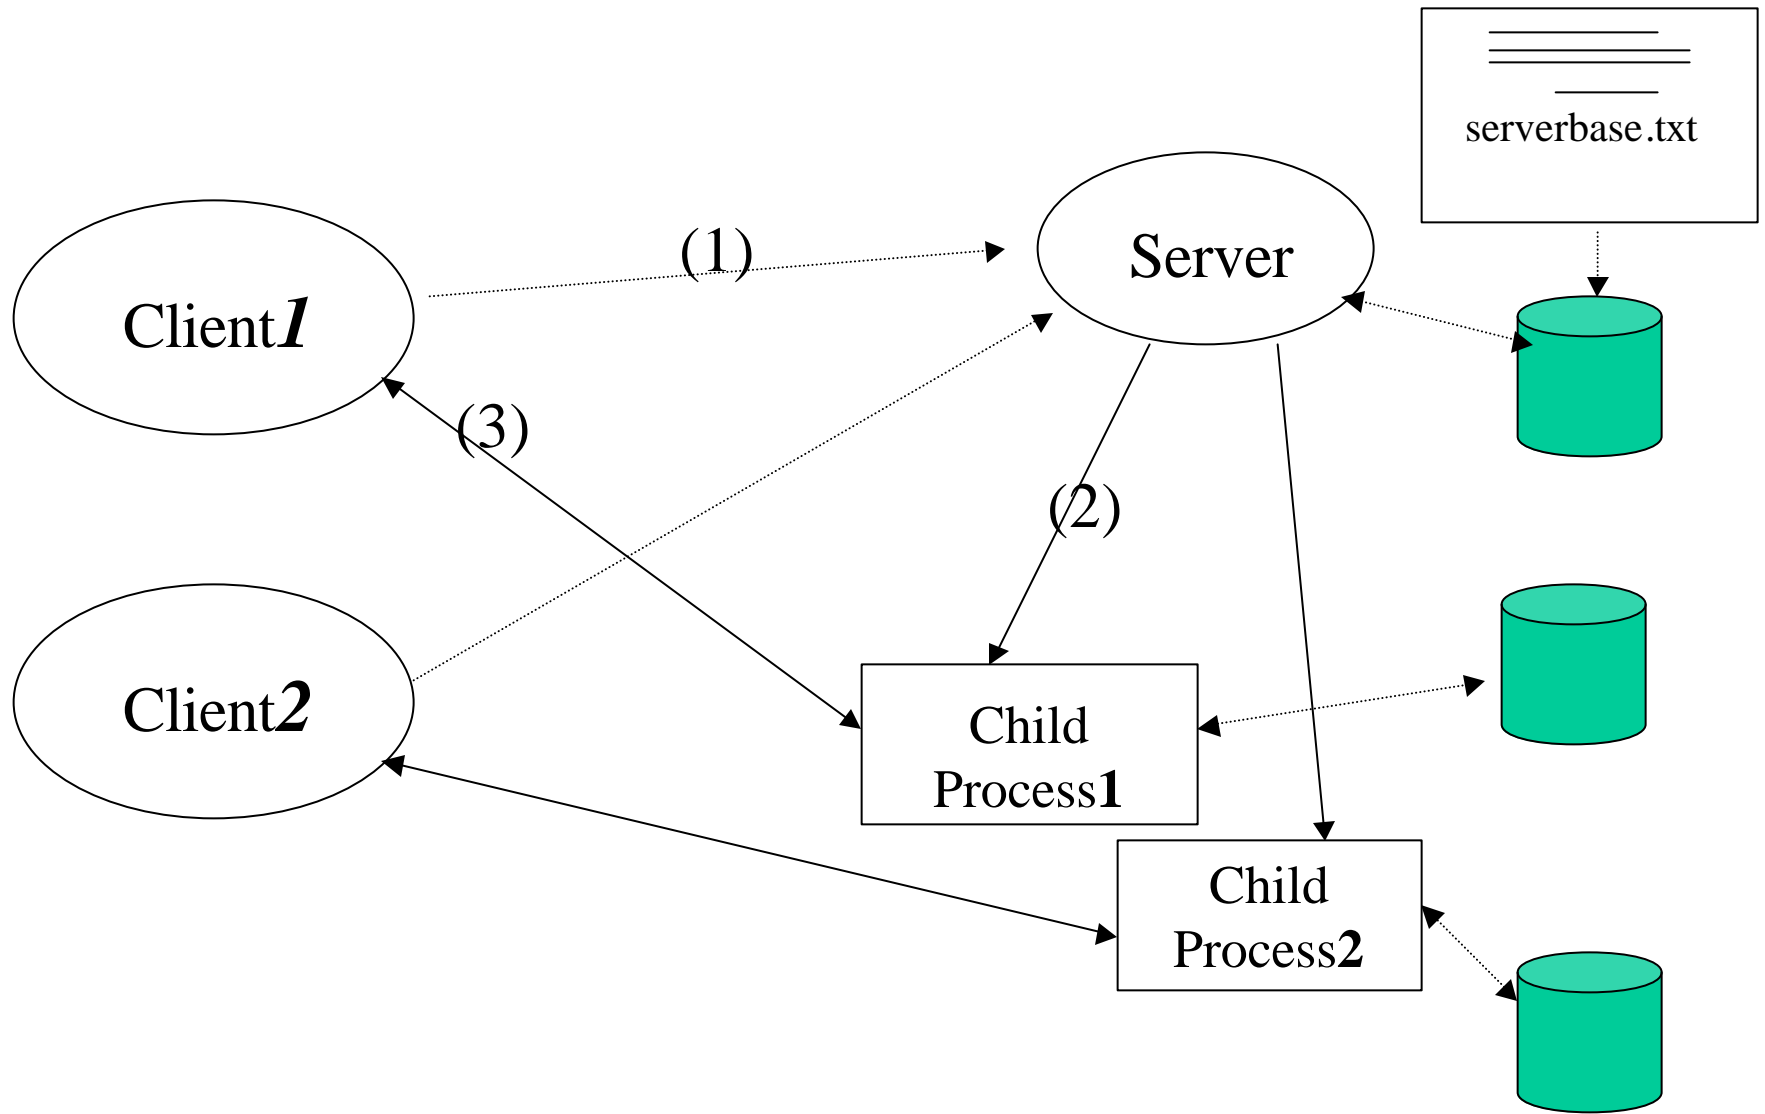 serverbase.txt
(1)
Server
Client1
(3)
(2)
Client2
Child
Process1
Child
Process2